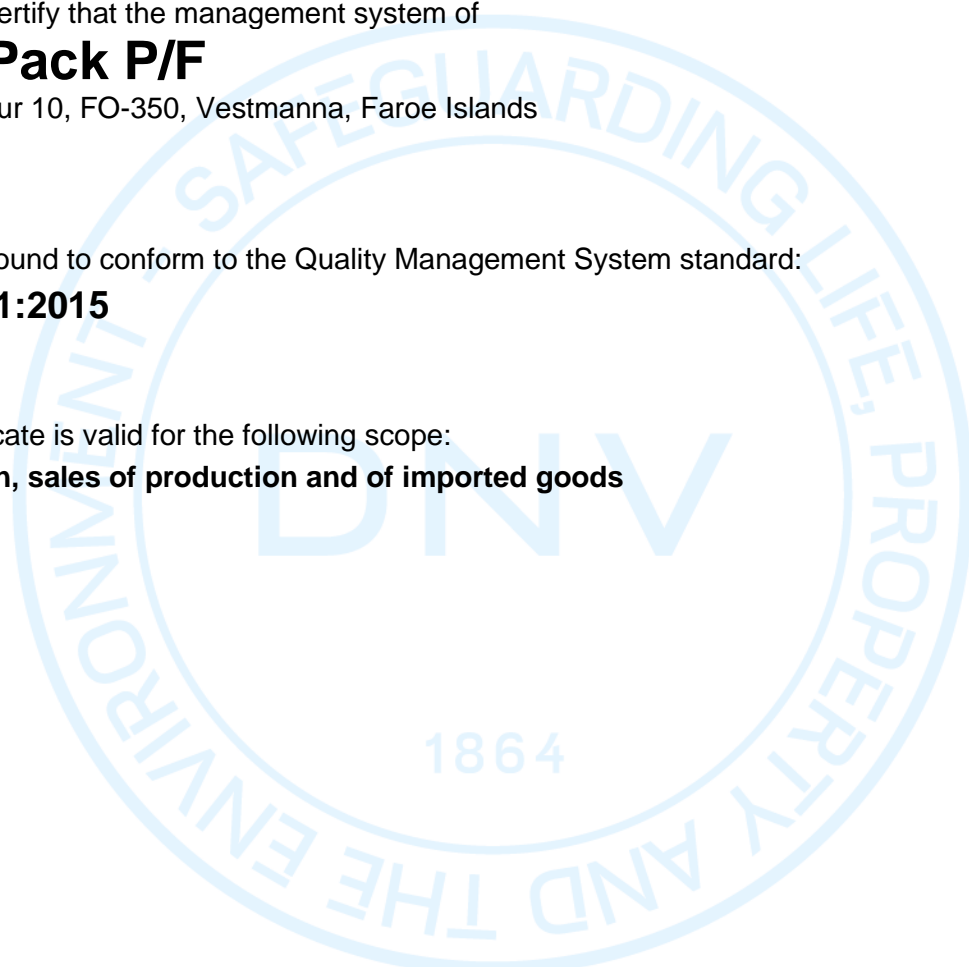 ertify that the management system of
Pack P/F
ur 10, FO-350, Vestmanna, Faroe Islands
ound to conform to the Quality Management System standard:
1:2015
cate is valid for the following scope:
n, sales of production and of imported goods
SAFEGUARDING LIFE, PROPERTY AND THE ENVIRONMENT
DNV
1864